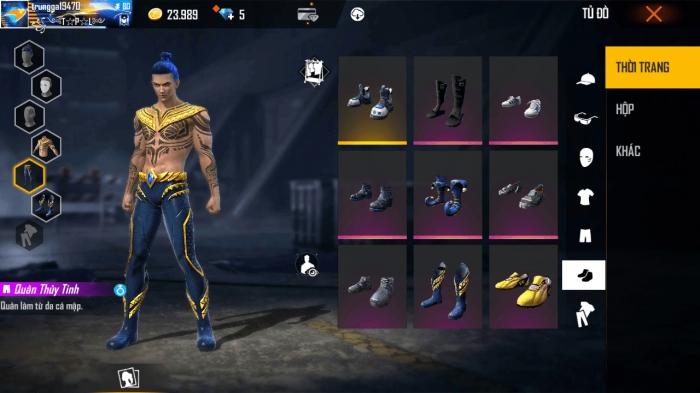 trungga19470
80
T☆☆P☆☆L
23.989
5
+
TỦ ĐỒ
THỜI TRANG
HỘP
KHÁC
Quần Thủy Tinh
Quần làm từ da cá mập.